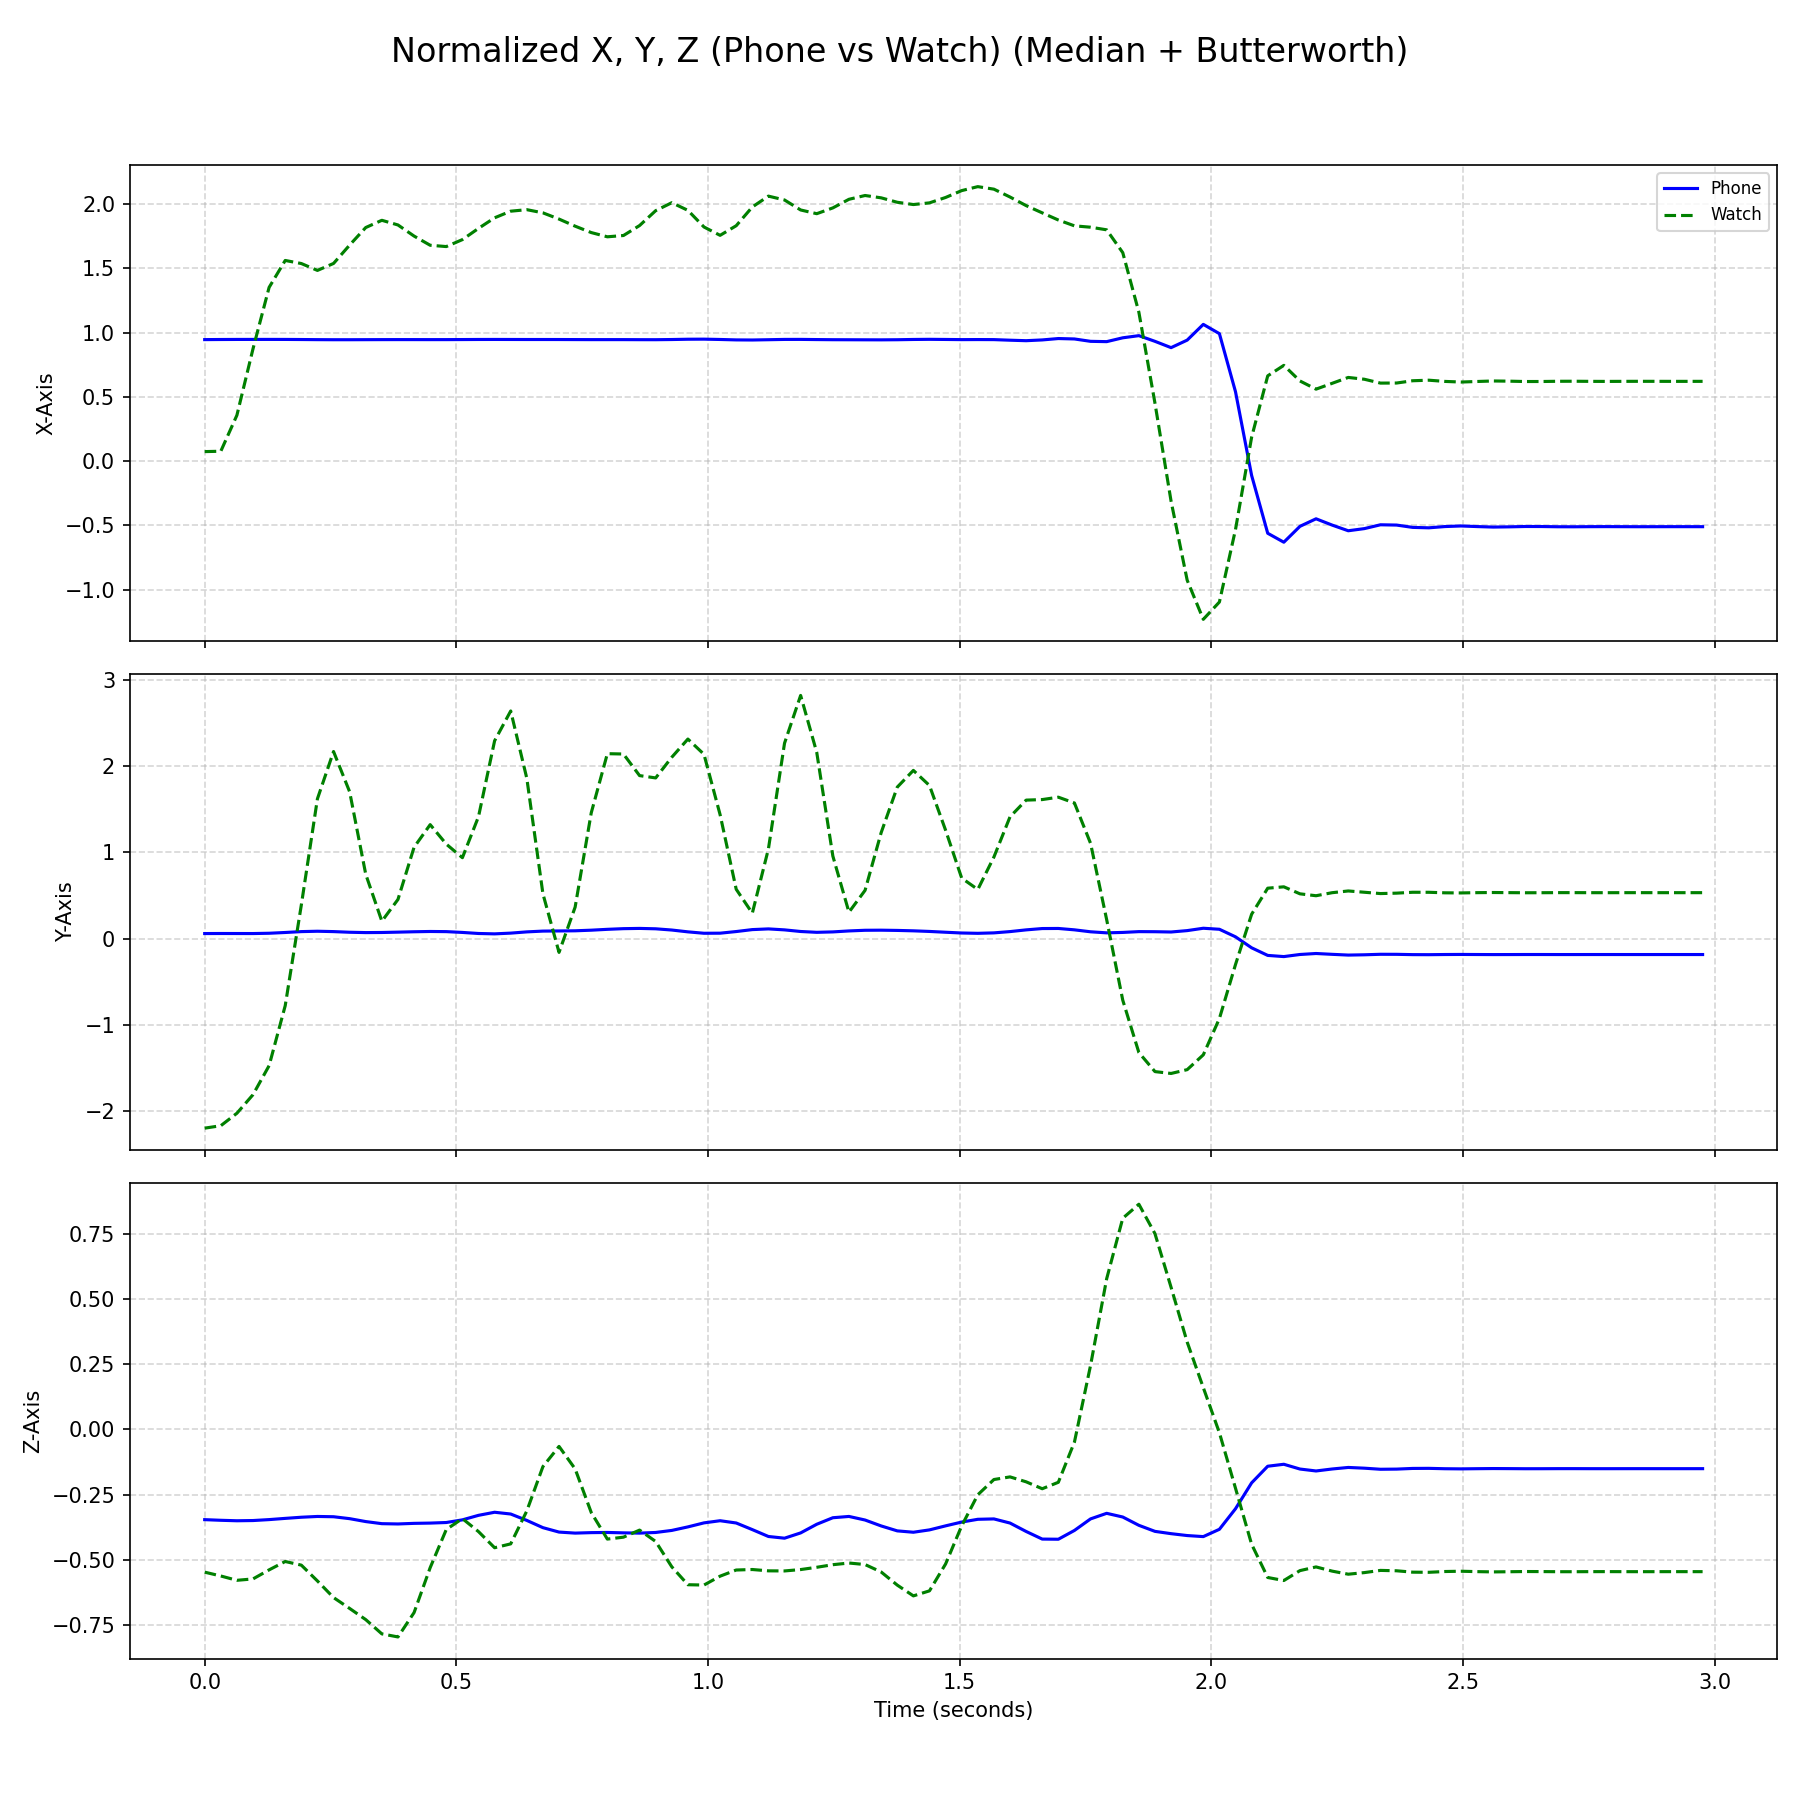 Normalized X, Y, Z (Phone vs Watch) (Median + Butterworth)
Phone
Watch
2.0
1.5
1.0
0.5
0.0
−0.5
−1.0
X-Axis
3
2
1
0
−1
−2
Y-Axis
0.75
0.50
0.25
0.00
−0.25
−0.50
−0.75
Z-Axis
0.0 0.5 1.0 1.5 2.0 2.5 3.0
Time (seconds)